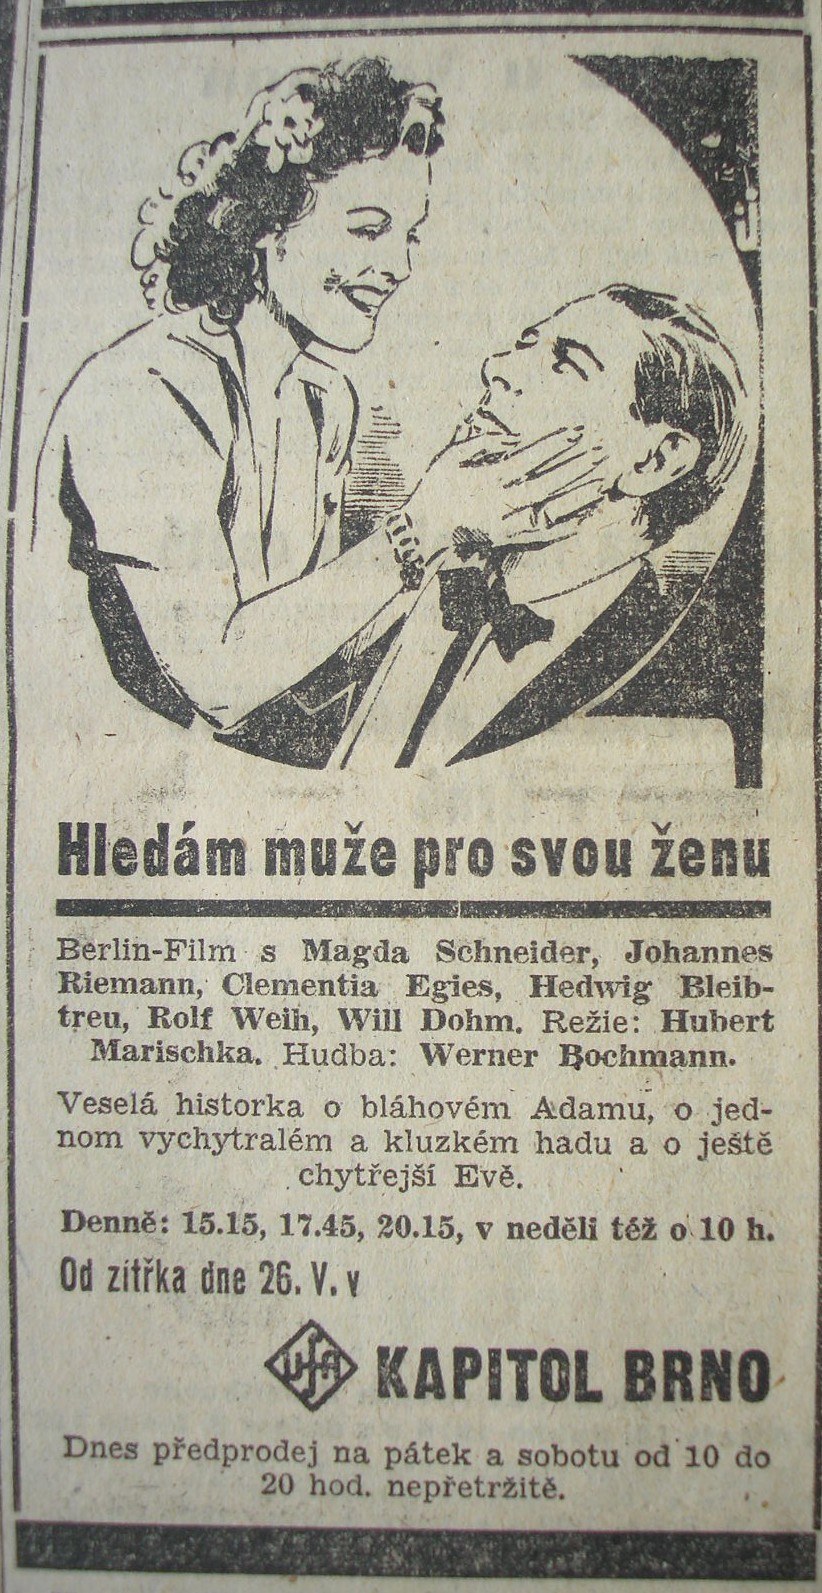 Hledám muže pro svou ženu
Berlin-Film s Magda Schneider, Johannes
Riemann, Clementia Egies, Hedwig Bleib-
treu, Rolf Weih, Will Dohm. Režie: Hubert
Marischka. Hudba: Werner Bochmann.
Veselá historka o bláhovém Adamu, o jed-
nom vychytralém a kluzkém hadu a o ještě
chytřejší Evě.
Denně: 15.15, 17.45, 20.15, v neděli též o 10 h.
Od zítřka dne 26. V. v
UFA KAPITOL BRNO
Dnes předprodej na pátek a sobotu od 10 do
20 hod. nepřetržitě.